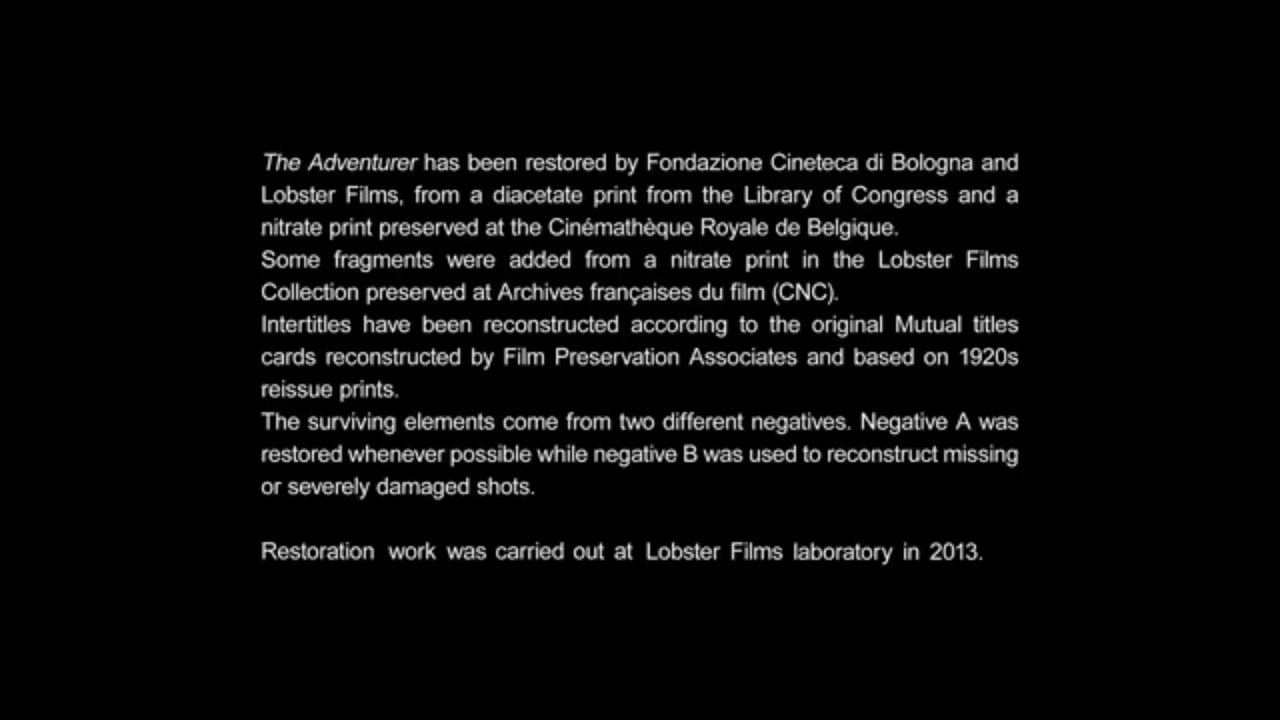 The Adventurer has been restored by Fondazione Cineteca di Bologna and
Lobster Films, from a diacetate print from the Library of Congress and a
nitrate print preserved at the Cinémathèque Royale de Belgique.
Some fragments were added from a nitrate print in the Lobster Films
Collection preserved at Archives françaises du film (CNC).
Intertitles have been reconstructed according to the original Mutual titles
cards reconstructed by Film Preservation Associates and based on 1920s
reissue prints.
The surviving elements come from two different negatives. Negative A was
restored whenever possible while negative B was used to reconstruct missing
or severely damaged shots.
Restoration work was carried out at Lobster Films laboratory in 2013.